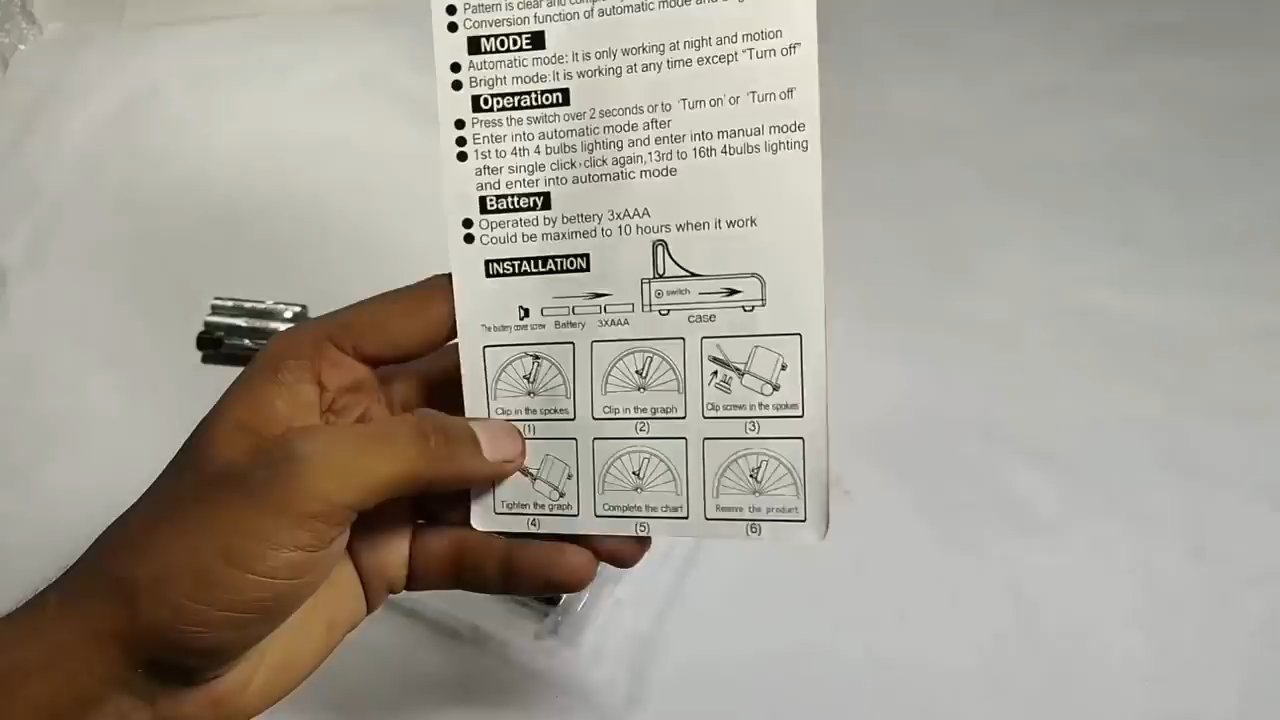 Pattern is clear and
Conversion function of automatic mode and
MODE
Automatic mode: It is only working at night and motion
Bright mode:It is working at any time except "Turn off"
Operation
Press the switch over 2 seconds or to 'Turn on' or 'Turn off'
Enter into automatic mode after
1st to 4th 4 bulbs lighting and enter into manual mode
after single click,click again,13rd to 16th 4bulbs lighting
and enter into automatic mode
Battery
Operated by bettery 3xAAA
Could be maximed to 10 hours when it work
INSTALLATION
switch
The battery cover screw Battery 3XAAA case
Clip in the spokes Clip in the graph Clip screws in the spokes
(1) (2) (3)
Tighten the graph Complete the chart Remove the product
(4) (5) (6)